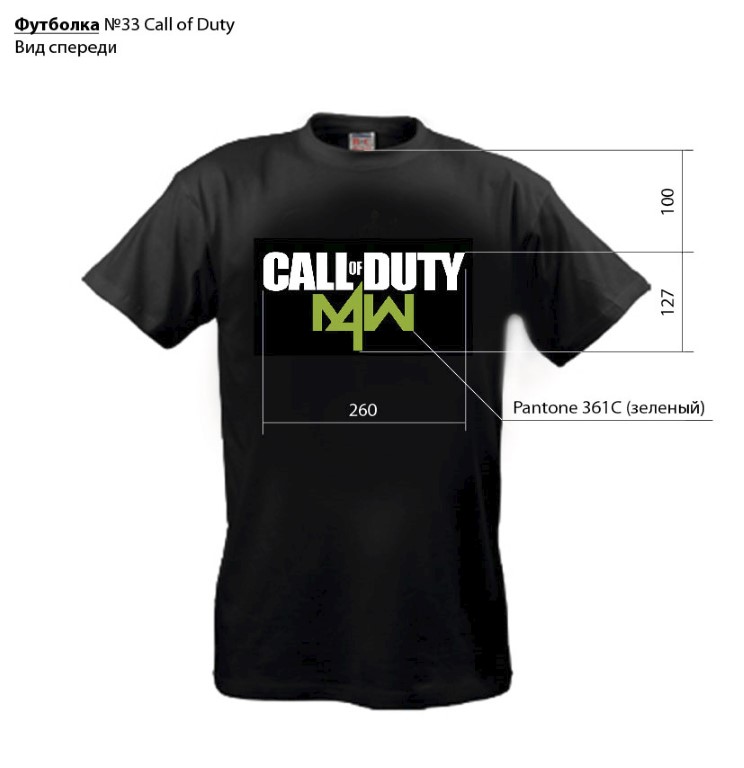 Футболка №33 Call of Duty
Вид спереди
100
CALL OF DUTY
127
M4W
260
Pantone 361C (зеленый)